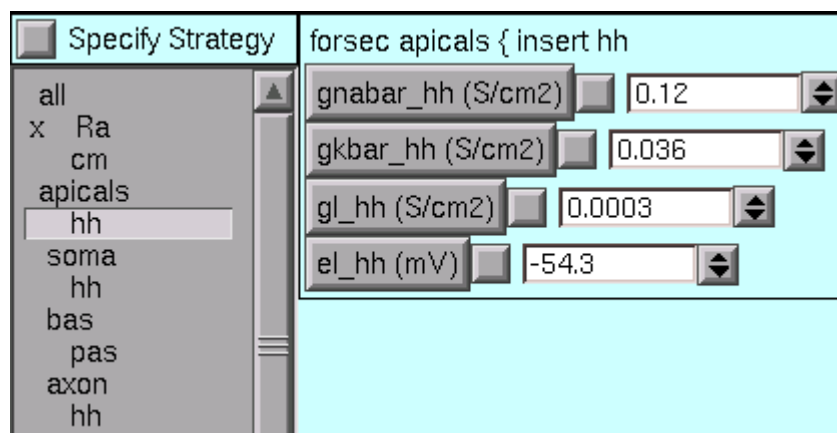 Specify Strategy
all
x Ra
cm
apicals
hh
soma
hh
bas
pas
axon
hh
forsec apicals { insert hh
gnabar_hh (S/cm2) 0.12
gkbar_hh (S/cm2) 0.036
gl_hh (S/cm2) 0.0003
el_hh (mV) -54.3